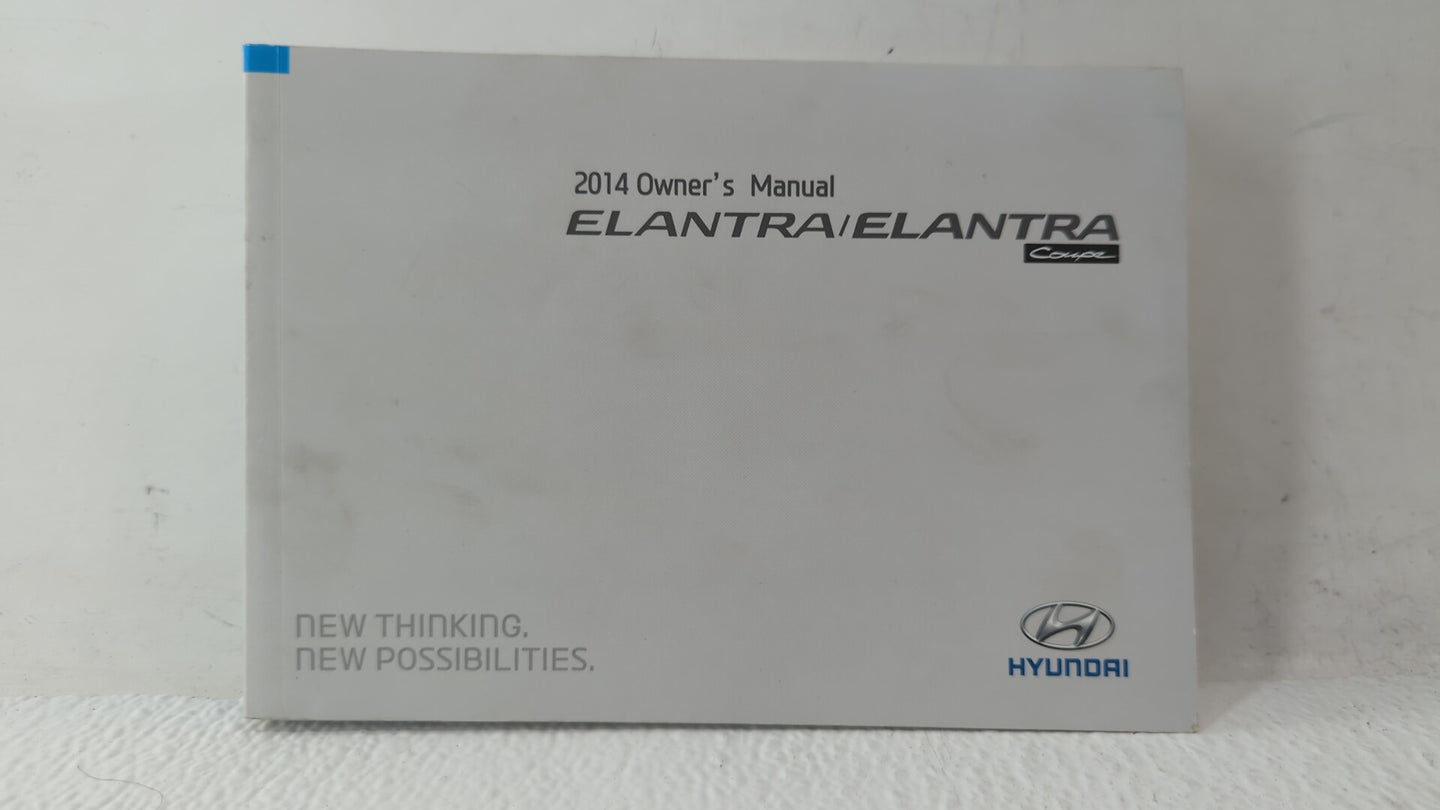 2014 Owner's Manual
ELANTRA/ELANTRA
Coupe
NEW THINKING.
NEW POSSIBILITIES.
HYUNDAI